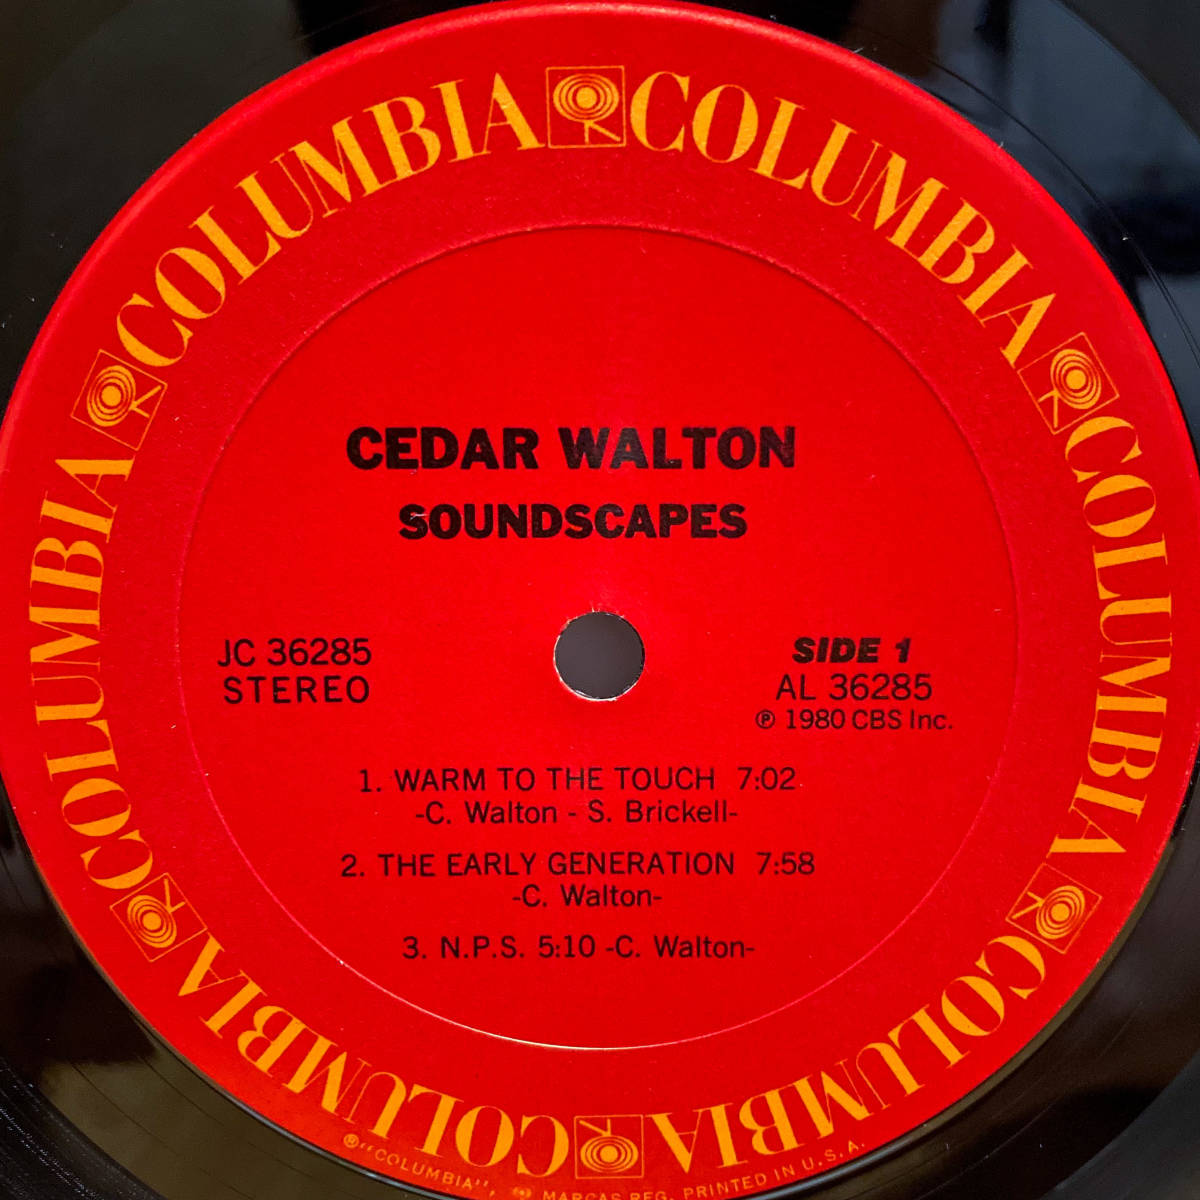 COLUMBIA COLUMBIA COLUMBIA COLUMBIA COLUMBIA COLUMBIA
CEDAR WALTON
SOUNDSCAPES
JC 36285
STEREO
SIDE 1
AL 36285
℗ 1980 CBS Inc.
1. WARM TO THE TOUCH 7:02
-C. Walton - S. Brickell-
2. THE EARLY GENERATION 7:58
-C. Walton-
3. N.P.S. 5:10 -C. Walton-
®"COLUMBIA", MARCAS REG. PRINTED IN U.S.A.